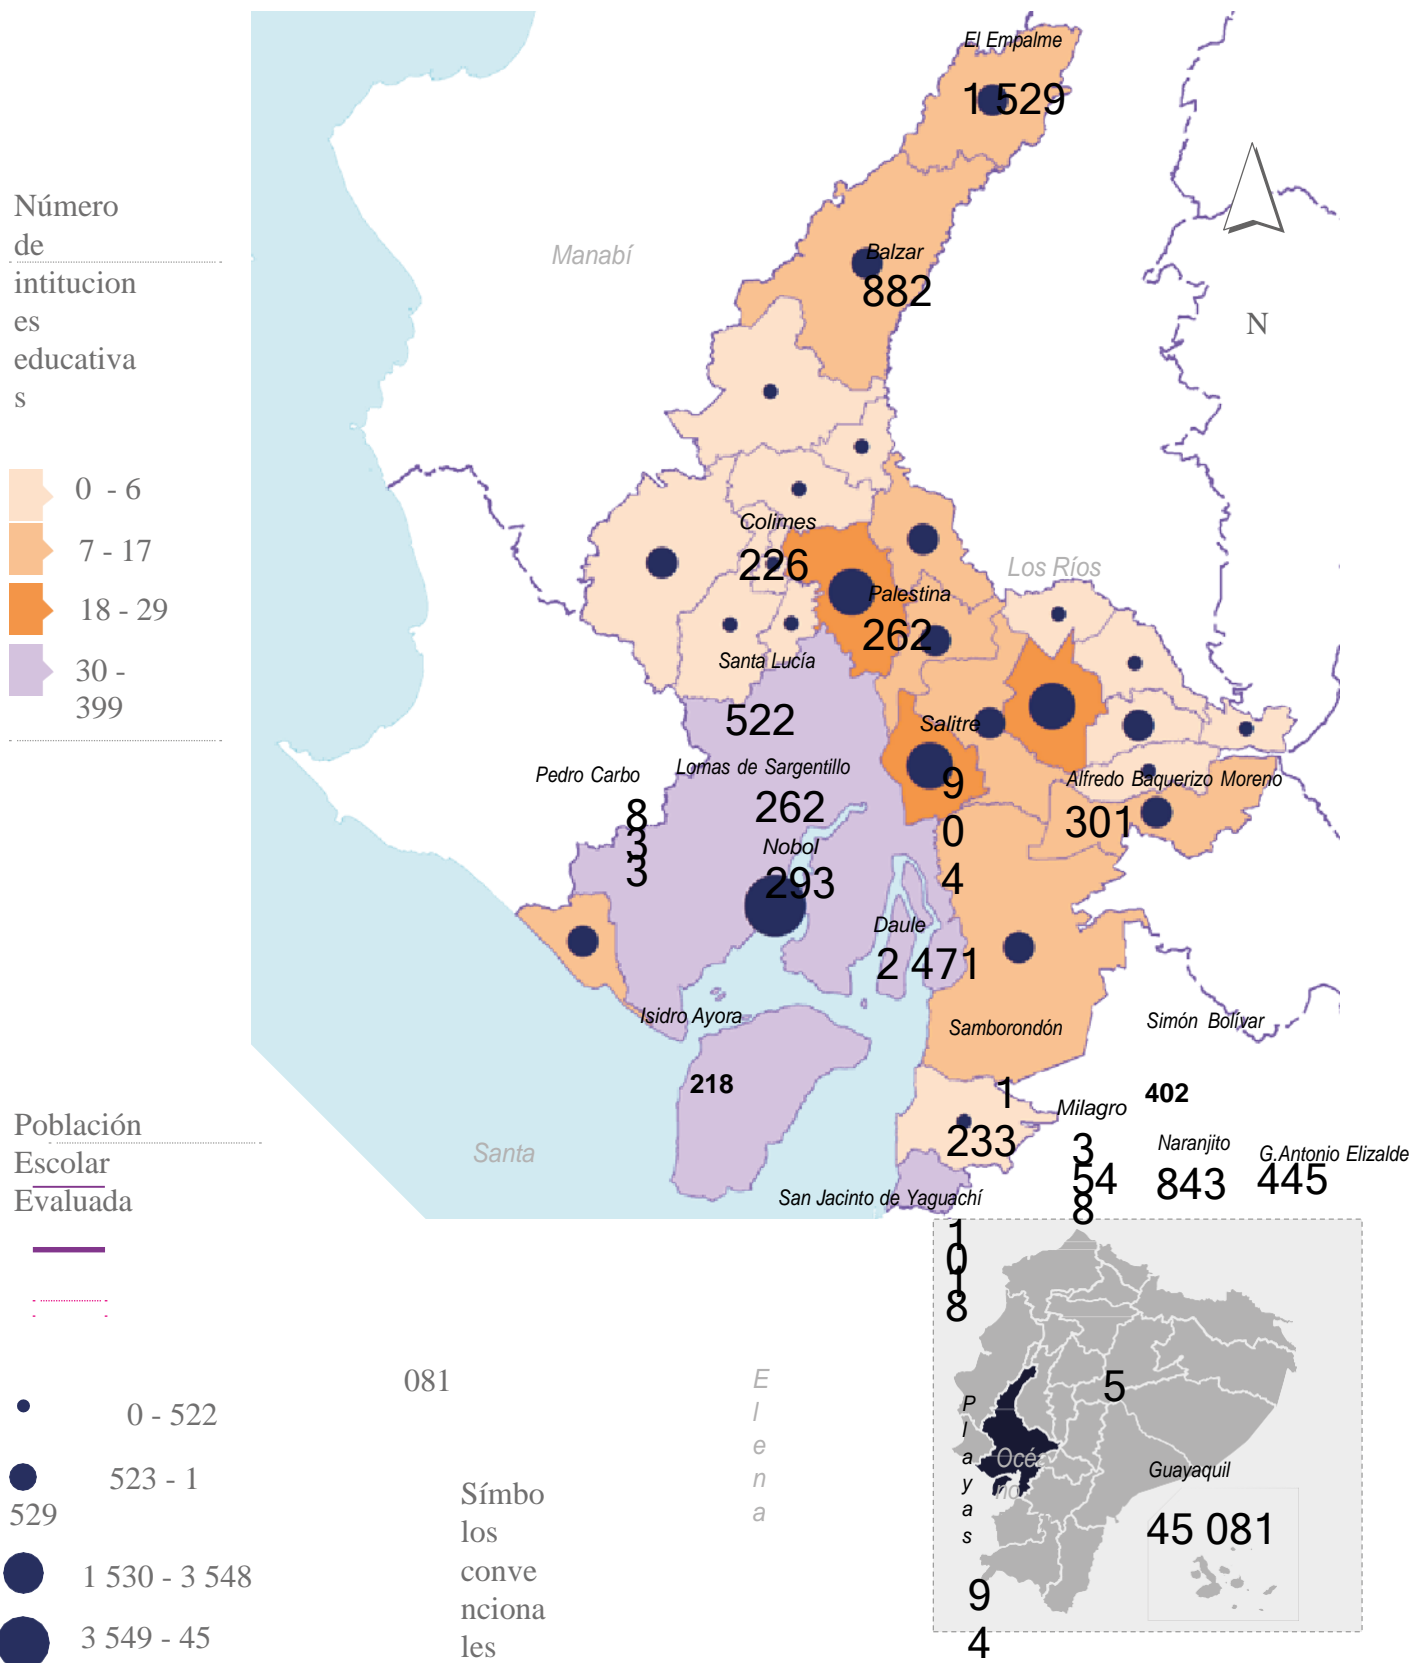 El Empalme
1 529
Número
de
intitucion
es
educativa
s
Manabí
Balzar
882
N
0 - 6
7 - 17
18 - 29
30 -
399
Colimes
226
Los Ríos
Palestina
262
Santa Lucía
522
Salitre
9
0
4
Pedro Carbo
8
3
3
Lomas de Sargentillo
262
Alfredo Baquerizo Moreno
301
Nobol
293
Daule
2 471
Isidro Ayora
218
Samborondón
1
233
Simón Bolívar
402
Milagro
3
54
8
Naranjito
843
G.Antonio Elizalde
445
Población
Escolar
Evaluada
Santa
San Jacinto de Yaguachí
1
0
1
8
081
E
l
e
n
a
5
P
l
a
y
a
s
Océ
no
Guayaquil
45 081
9
4
0 - 522
523 - 1
529
1 530 - 3 548
3 549 - 45
Símbo
los
conve
nciona
les